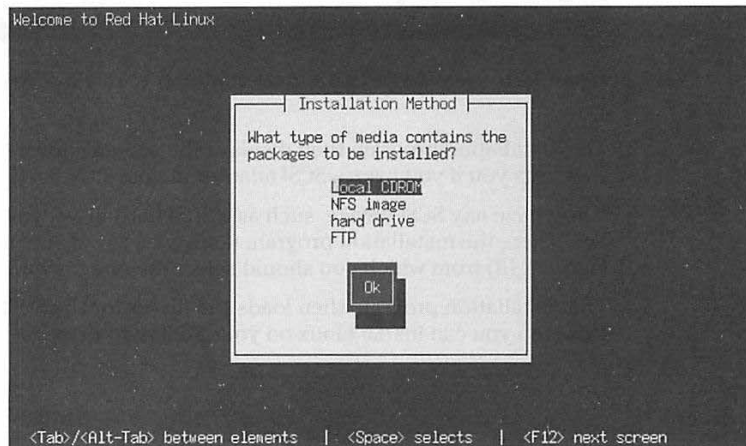 Welcome to Red Hat Linux
Installation Method
What type of media contains the
packages to be installed?
Local CDROM
NFS image
hard drive
FTP
Ok
<Tab>/<Alt-Tab> between elements | <Space> selects | <F12> next screen